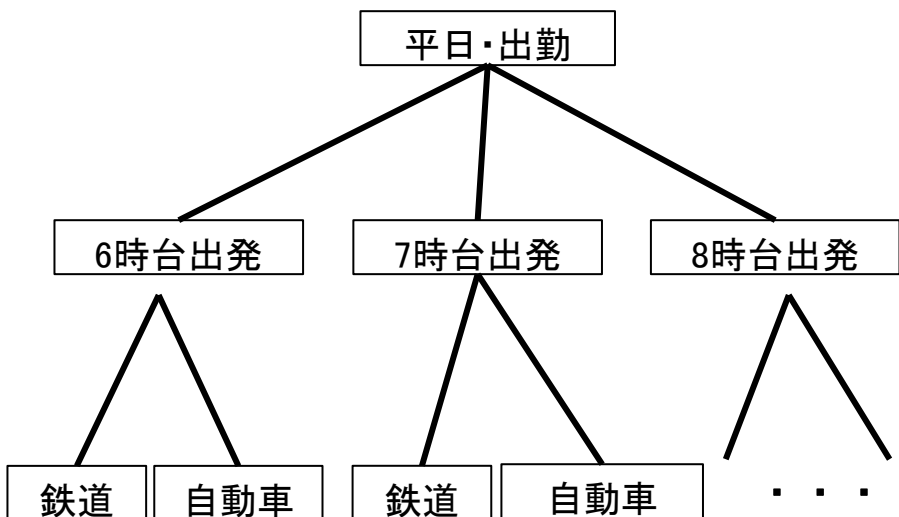 平日・出勤
6時台出発
7時台出発
8時台出発
鉄道
自動車
鉄道
自動車
・・・